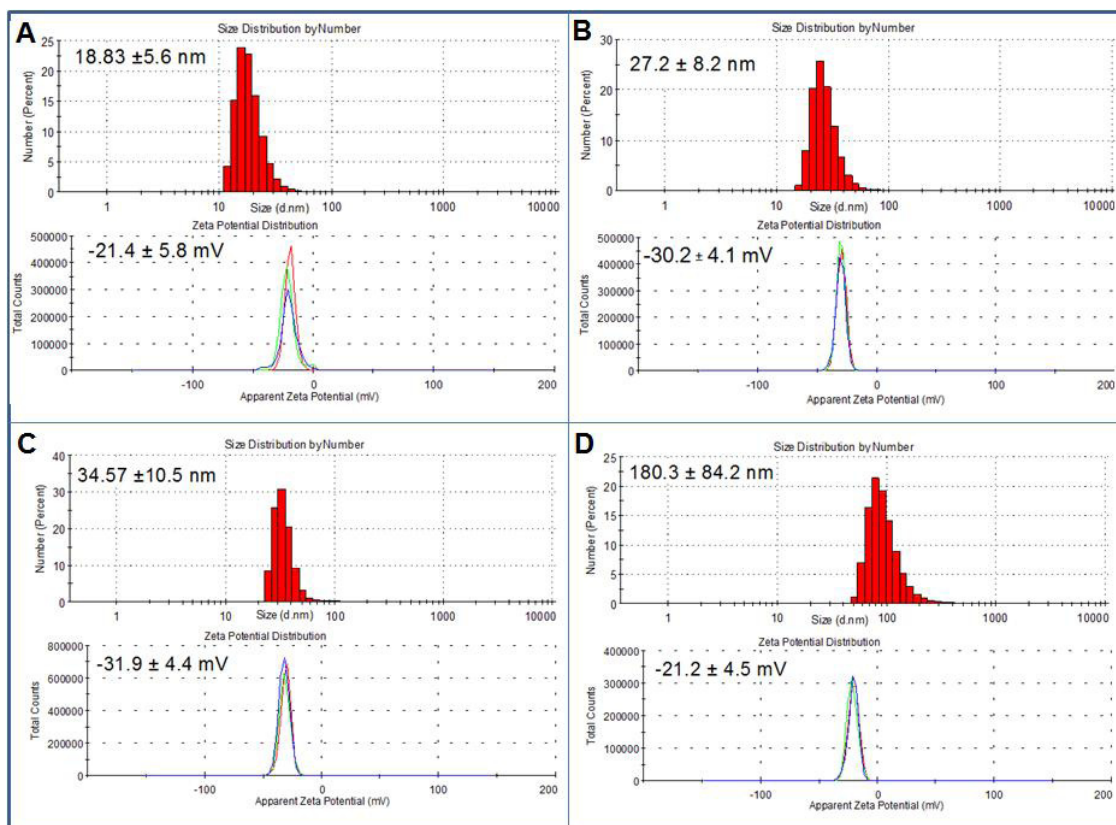 A
Size Distribution by Number
18.83 ±5.6 nm
Number (Percent)
25
20
15
10
5
0
1 10 100 1000 10000
Size (d.nm)
Zeta Potential Distribution
-21.4 ± 5.8 mV
Total Counts
500000
400000
300000
200000
100000
0
-100 0 100 200
Apparent Zeta Potential (mV)
B
Size Distribution by Number
27.2 ± 8.2 nm
Number (Percent)
30
20
10
0
1 10 100 1000 10000
Size (d.nm)
Zeta Potential Distribution
-30.2 ± 4.1 mV
Total Counts
500000
400000
300000
200000
100000
0
-100 0 100 200
Apparent Zeta Potential (mV)
C
Size Distribution by Number
34.57 ±10.5 nm
Number (Percent)
40
30
20
10
0
1 10 100 1000 10000
Size (d.nm)
Zeta Potential Distribution
-31.9 ± 4.4 mV
Total Counts
800000
600000
400000
200000
0
-100 0 100 200
Apparent Zeta Potential (mV)
D
Size Distribution by Number
180.3 ± 84.2 nm
Number (Percent)
25
20
15
10
5
0
1 10 100 1000 10000
Size (d.nm)
Zeta Potential Distribution
-21.2 ± 4.5 mV
Total Counts
400000
300000
200000
100000
0
-100 0 100 200
Apparent Zeta Potential (mV)